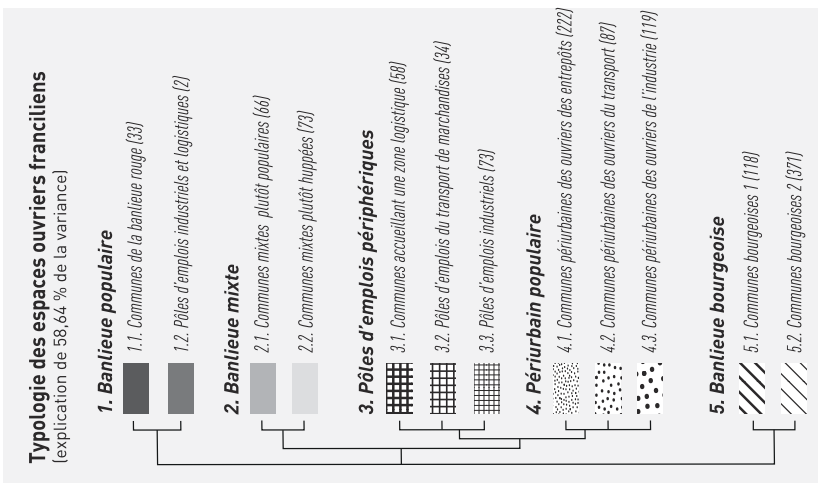 Typologie des espaces ouvriers franciliens
(explication de 58,64 % de la variance)
1. Banlieue populaire
1.1. Communes de la banlieue rouge (33)
1.2. Pôles d'emplois industriels et logistiques (2)
2. Banlieue mixte
2.1. Communes mixtes plutôt populaires (66)
2.2. Communes mixtes plutôt huppées (73)
3. Pôles d'emplois périphériques
3.1. Communes accueillant une zone logistique (58)
3.2. Pôles d'emplois du transport de marchandises (34)
3.3. Pôles d'emplois industriels (73)
4. Périurbain populaire
4.1. Communes périurbaines des ouvriers des entrepôts (222)
4.2. Communes périurbaines des ouvriers du transport (87)
4.3. Communes périurbaines des ouvriers de l'industrie (119)
5. Banlieue bourgeoise
5.1. Communes bourgeoises 1 (118)
5.2. Communes bourgeoises 2 (371)